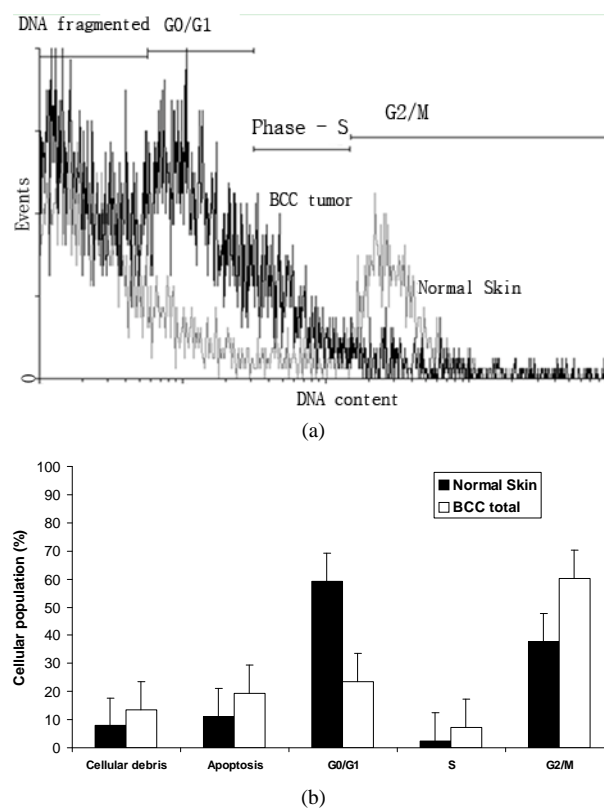 DNA fragmented G0/G1
Phase - S G2/M
BCC tumor
Normal Skin
Events
0
DNA content
(a)
100
90
80
70
60
50
40
30
20
10
0
Cellular population (%)
Normal Skin
BCC total
Cellular debris Apoptosis G0/G1 S G2/M
(b)